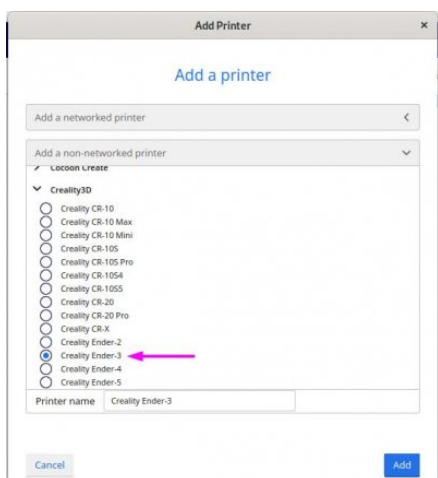 Add Printer
Add a printer
Add a networked printer
Add a non-networked printer
Cocoon Create
Creality3D
Creality CR-10
Creality CR-10 Max
Creality CR-10 Mini
Creality CR-10S
Creality CR-10S Pro
Creality CR-10S4
Creality CR-10S5
Creality CR-20
Creality CR-20 Pro
Creality CR-X
Creality Ender-2
Creality Ender-3
Creality Ender-4
Creality Ender-5
Printer name Creality Ender-3
Cancel Add